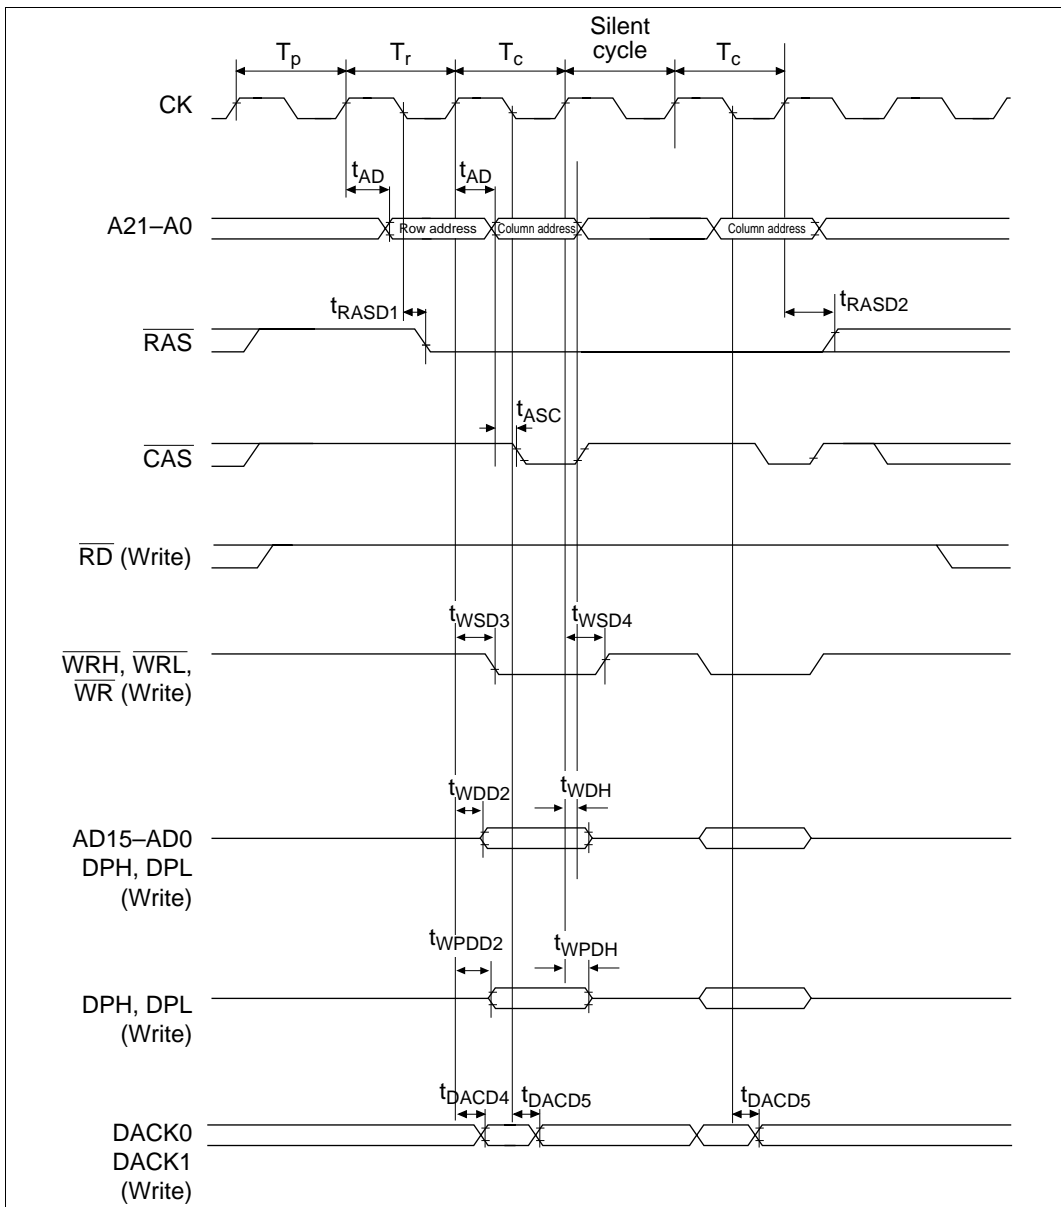 Silent
cycle
Tp Tr Tc Tc
CK
tAD tAD
A21–A0 Row address Column address Column address
tRASD1 tRASD2
RAS
tASC
CAS
RD (Write)
tWSD3 tWSD4
WRH, WRL,
WR (Write)
tWDD2 tWDH
AD15–AD0
DPH, DPL
(Write)
tWPDD2 tWPDH
DPH, DPL
(Write)
tDACD4 tDACD5 tDACD5
DACK0
DACK1
(Write)